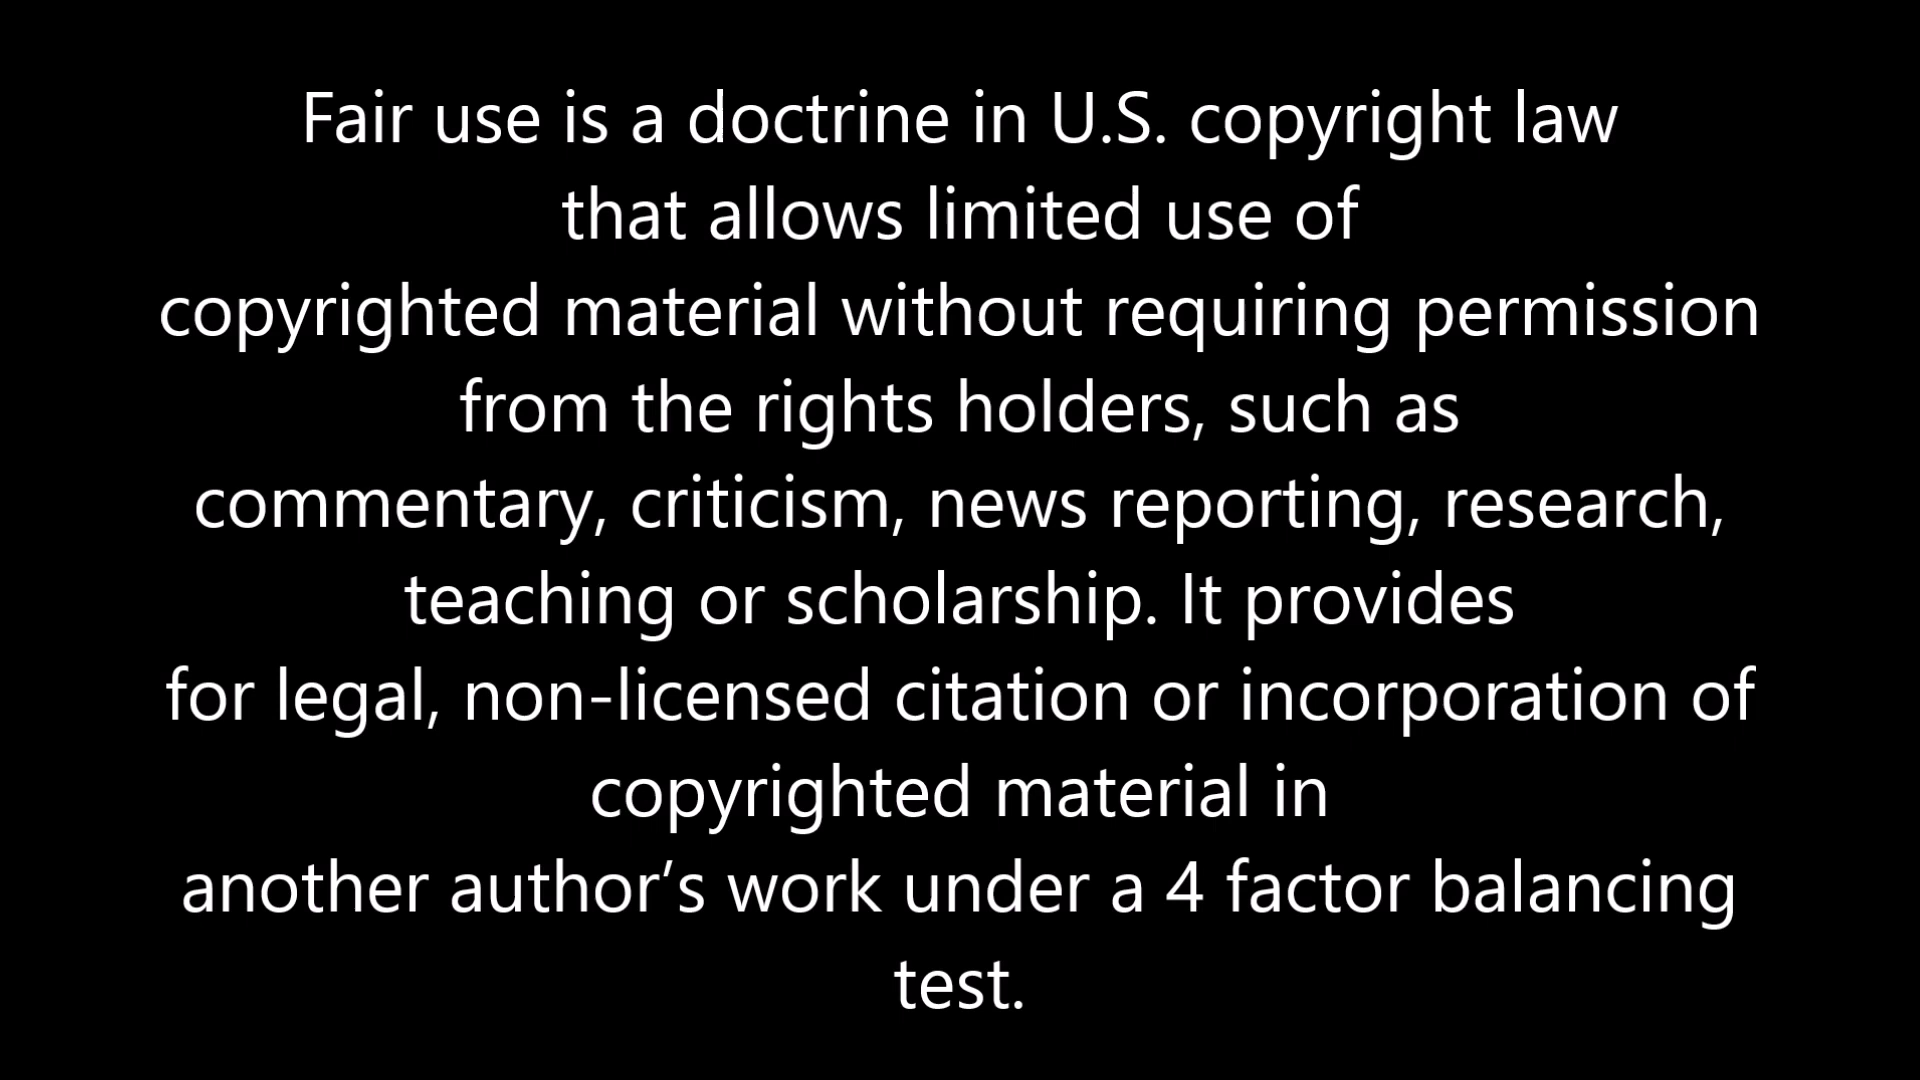 Fair use is a doctrine in U.S. copyright law
that allows limited use of
copyrighted material without requiring permission
from the rights holders, such as
commentary, criticism, news reporting, research,
teaching or scholarship. It provides
for legal, non-licensed citation or incorporation of
copyrighted material in
another author’s work under a 4 factor balancing
test.